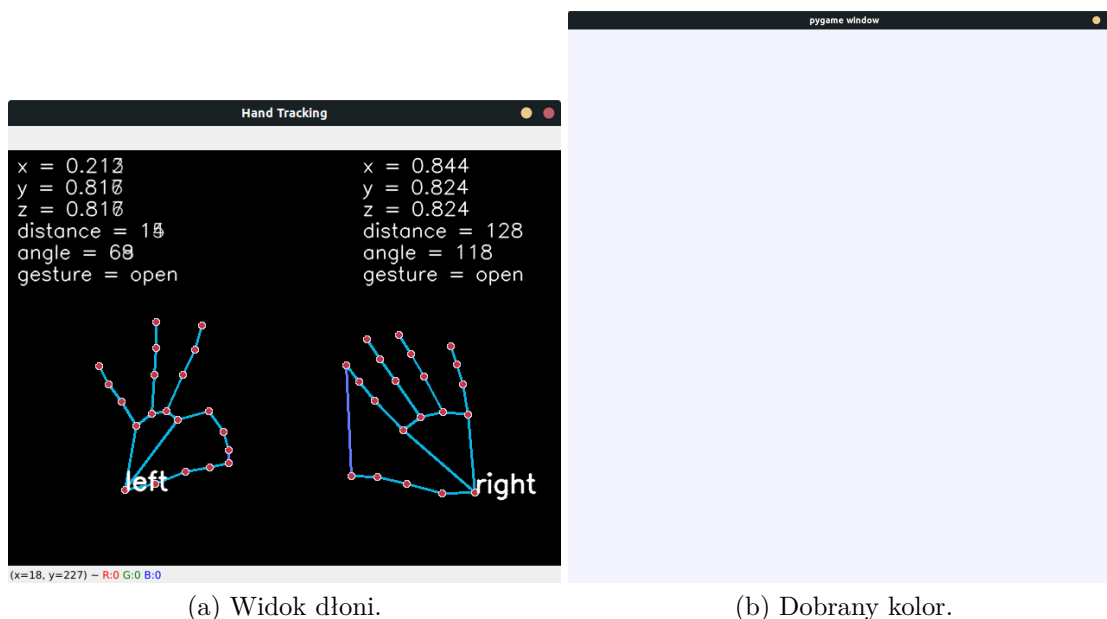 pygame window
Hand Tracking
x = 0.844
y = 0.824
z = 0.824
distance = 128
angle = 118
gesture = open
gesture = open
left
right
(x=18, y=227) ~ R:0 G:0 B:0
(a) Widok dłoni.
(b) Dobrany kolor.